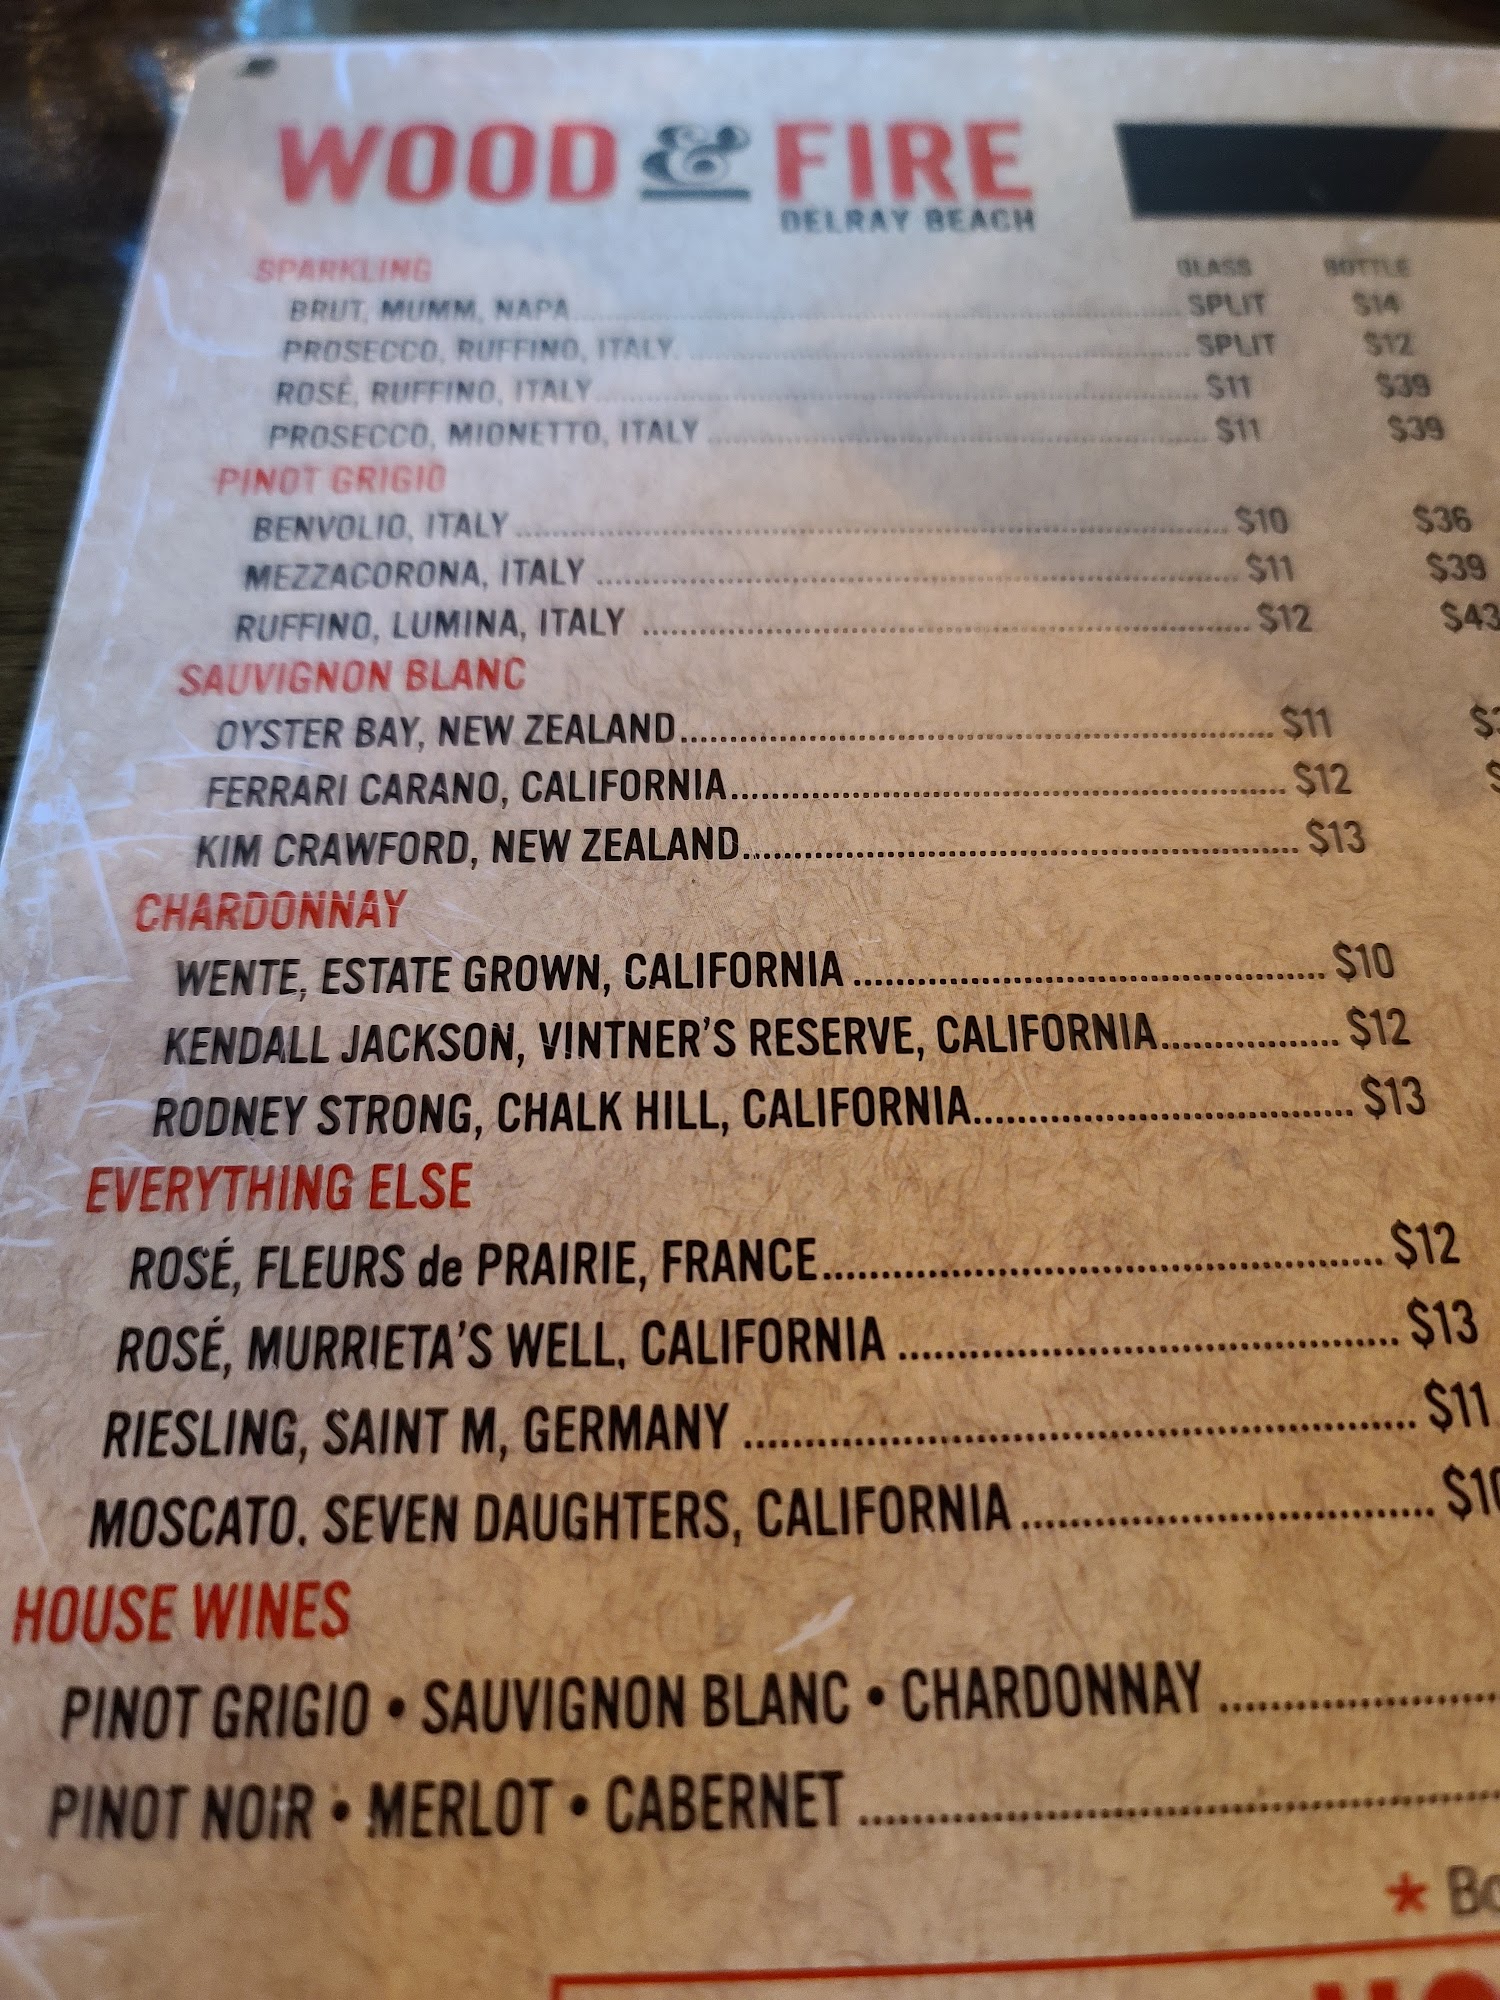 WOOD & FIRE
DELRAY BEACH
SPARKLING GLASS BOTTLE
BRUT, MUMM, NAPA SPLIT $14
PROSECCO, RUFFINO, ITALY SPLIT $12
ROSÉ, RUFFINO, ITALY $11 $39
PROSECCO, MIONETTO, ITALY $11 $39
PINOT GRIGIO
BENVOLIO, ITALY $10 $36
MEZZACORONA, ITALY $11 $39
RUFFINO, LUMINA, ITALY $12 $43
SAUVIGNON BLANC
OYSTER BAY, NEW ZEALAND $11
FERRARI CARANO, CALIFORNIA $12
KIM CRAWFORD, NEW ZEALAND $13
CHARDONNAY
WENTE, ESTATE GROWN, CALIFORNIA $10
KENDALL JACKSON, VINTNER'S RESERVE, CALIFORNIA $12
RODNEY STRONG, CHALK HILL, CALIFORNIA $13
EVERYTHING ELSE
ROSÉ, FLEURS de PRAIRIE, FRANCE $12
ROSÉ, MURRIETA'S WELL, CALIFORNIA $13
RIESLING, SAINT M, GERMANY $11
MOSCATO, SEVEN DAUGHTERS, CALIFORNIA $10
HOUSE WINES
PINOT GRIGIO • SAUVIGNON BLANC • CHARDONNAY
PINOT NOIR • MERLOT • CABERNET